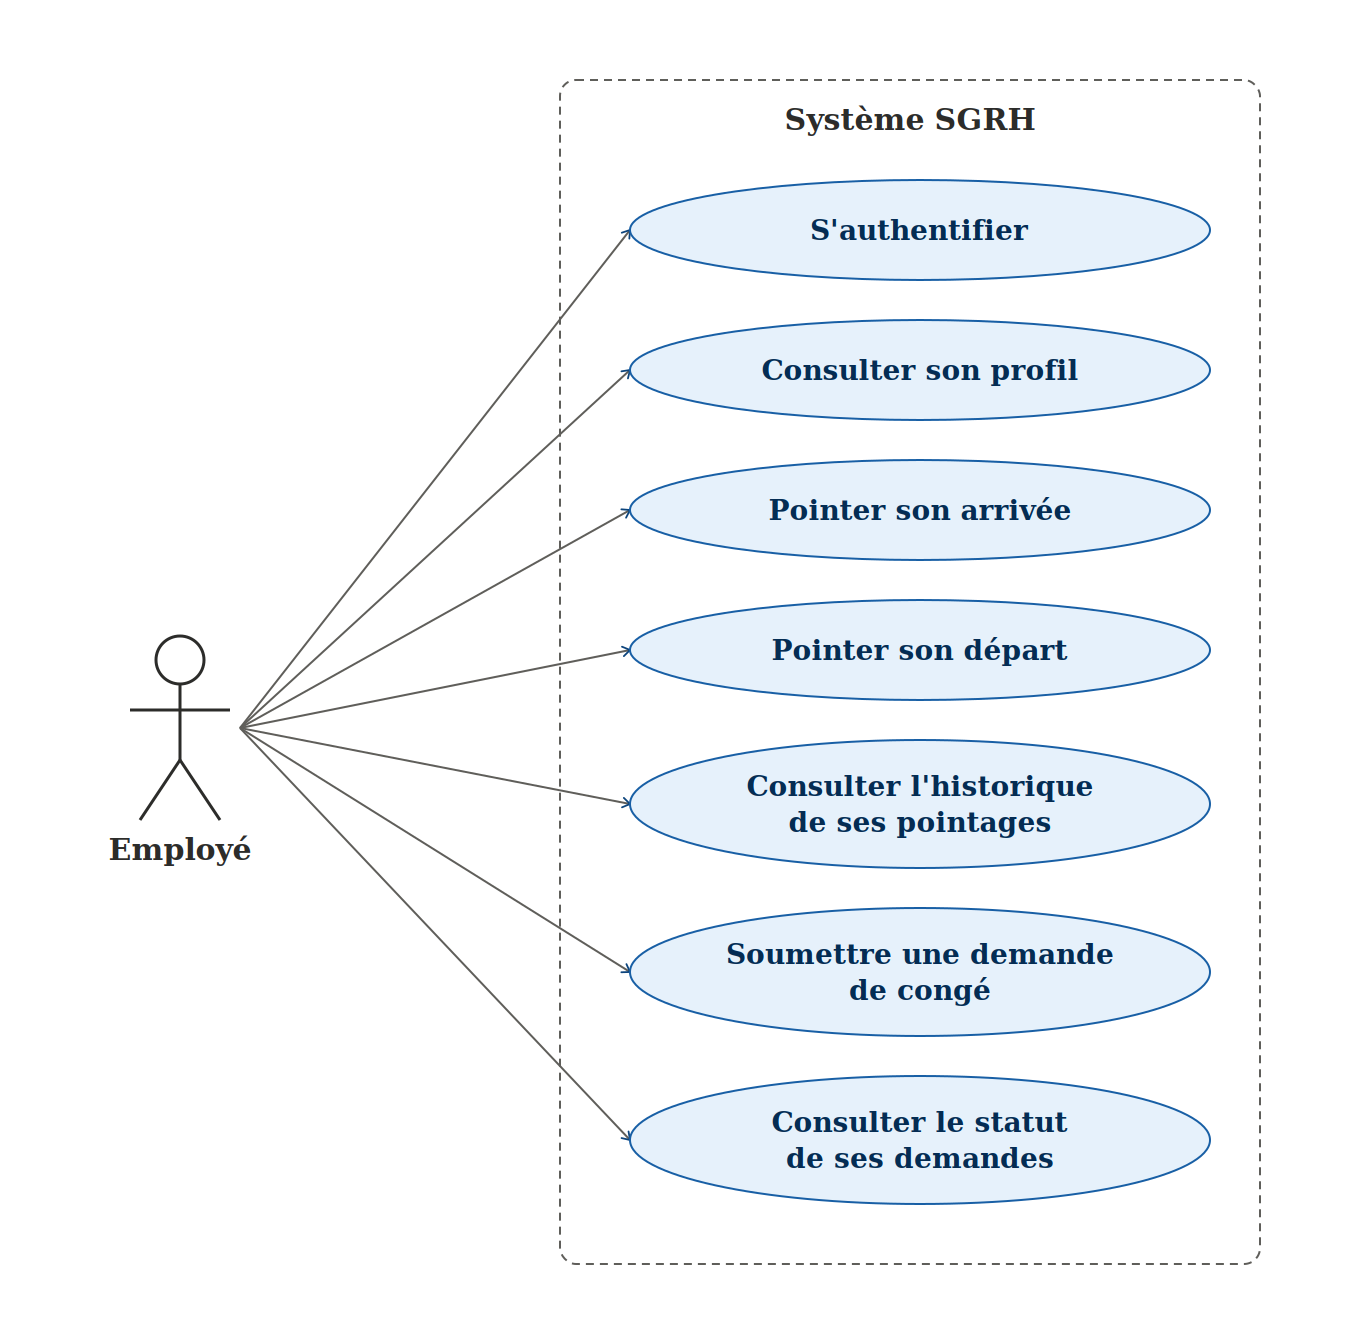 Système SGRH
S'authentifier
Consulter son profil
Pointer son arrivée
Pointer son départ
Consulter l'historique
de ses pointages
Employé
Soumettre une demande
de congé
Consulter le statut
de ses demandes